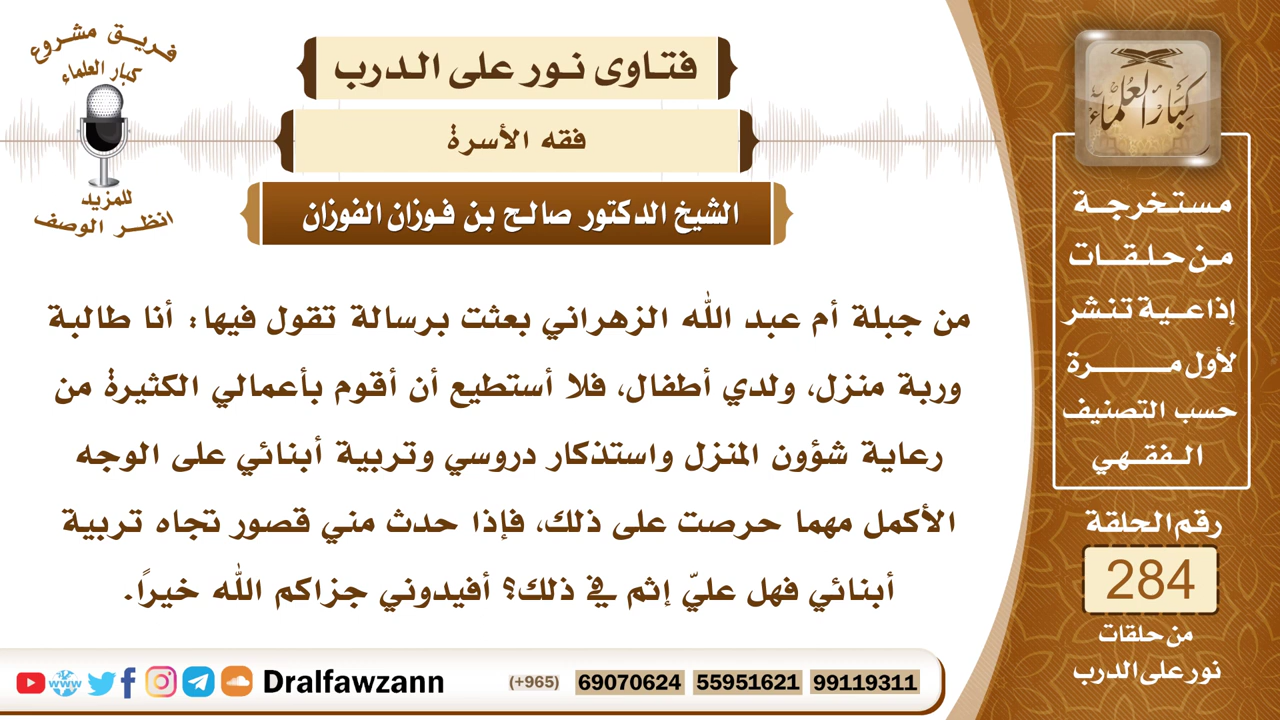 فريق مشروع
كبار العلماء
للمزيد
انظر الوصف
فتاوى نور على الدرب
فقه الأسرة
الشيخ الدكتور صالح بن فوزان الفوزان
من جبلة أم عبد الله الزهراني بعثت برسالة تقول فيها: أنا طالبة
وربة منزل، ولدي أطفال، فلا أستطيع أن أقوم بأعمالي الكثيرة من
رعاية شؤون المنزل واستذكار دروسي وتربية أبنائي على الوجه
الأكمل مهما حرصت على ذلك، فإذا حدث مني قصور تجاه تربية
أبنائي فهل عليّ إثم في ذلك؟ أفيدوني جزاكم الله خيرًا.
كبار العلماء
مستخرجة
من حلقات
إذاعية تنشر
لأول مرة
حسب التصنيف
الفقهي
رقم الحلقة
284
من حلقات
نور على الدرب
www
Dralfawzann
(+965) 69070624 55951621 99119311